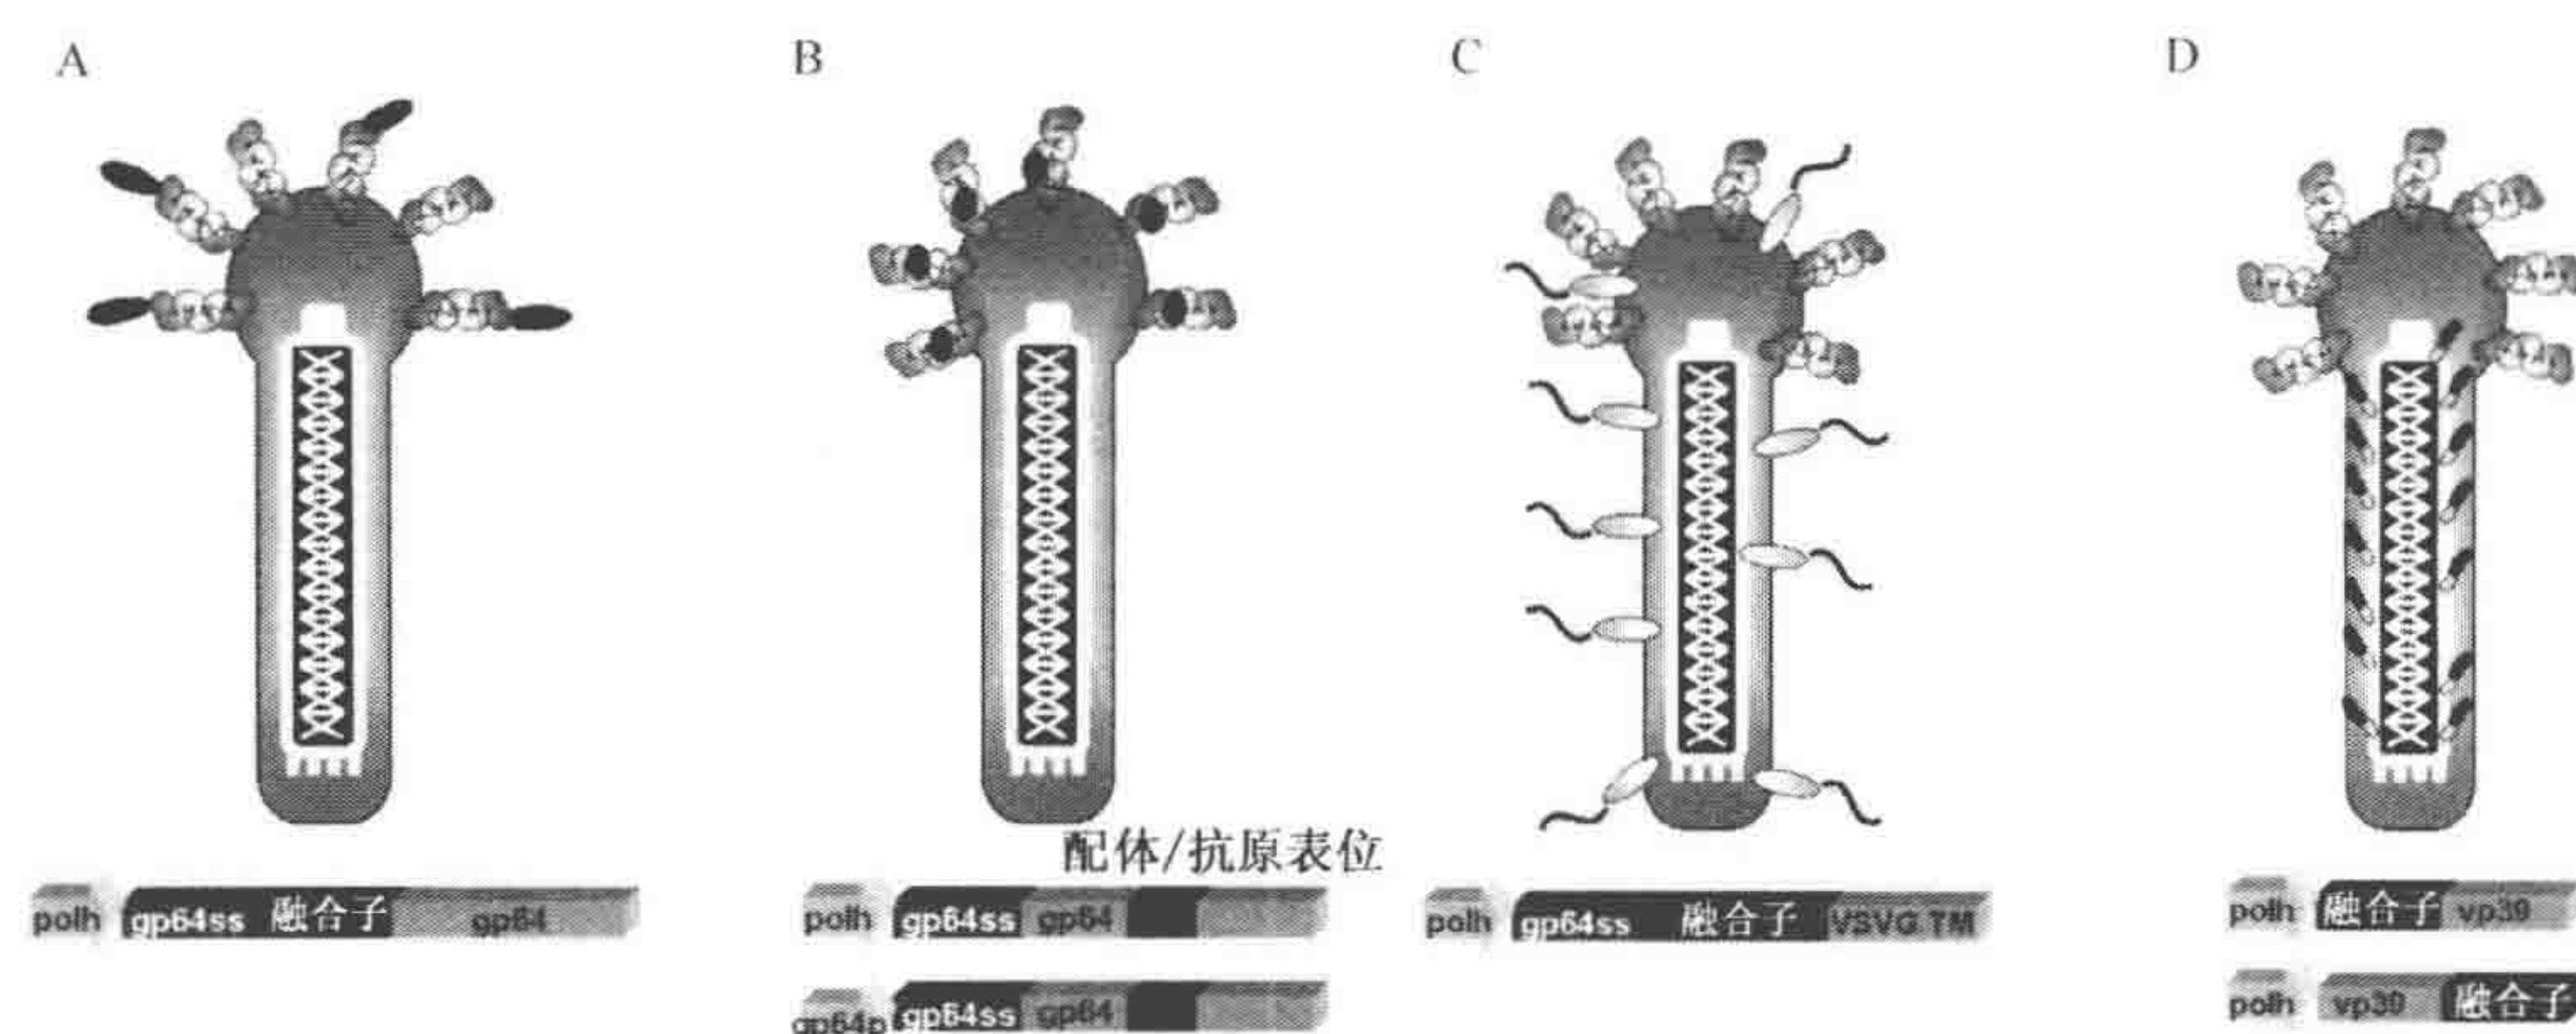 A B C D
配体/抗原表位
polh gp64ss 融合子 gp64
polh gp64ss gp64
polh gp64ss 融合子 VSVG TM
polh 融合子 vp39
gp64p gp64ss gp64
polh vp39 融合子